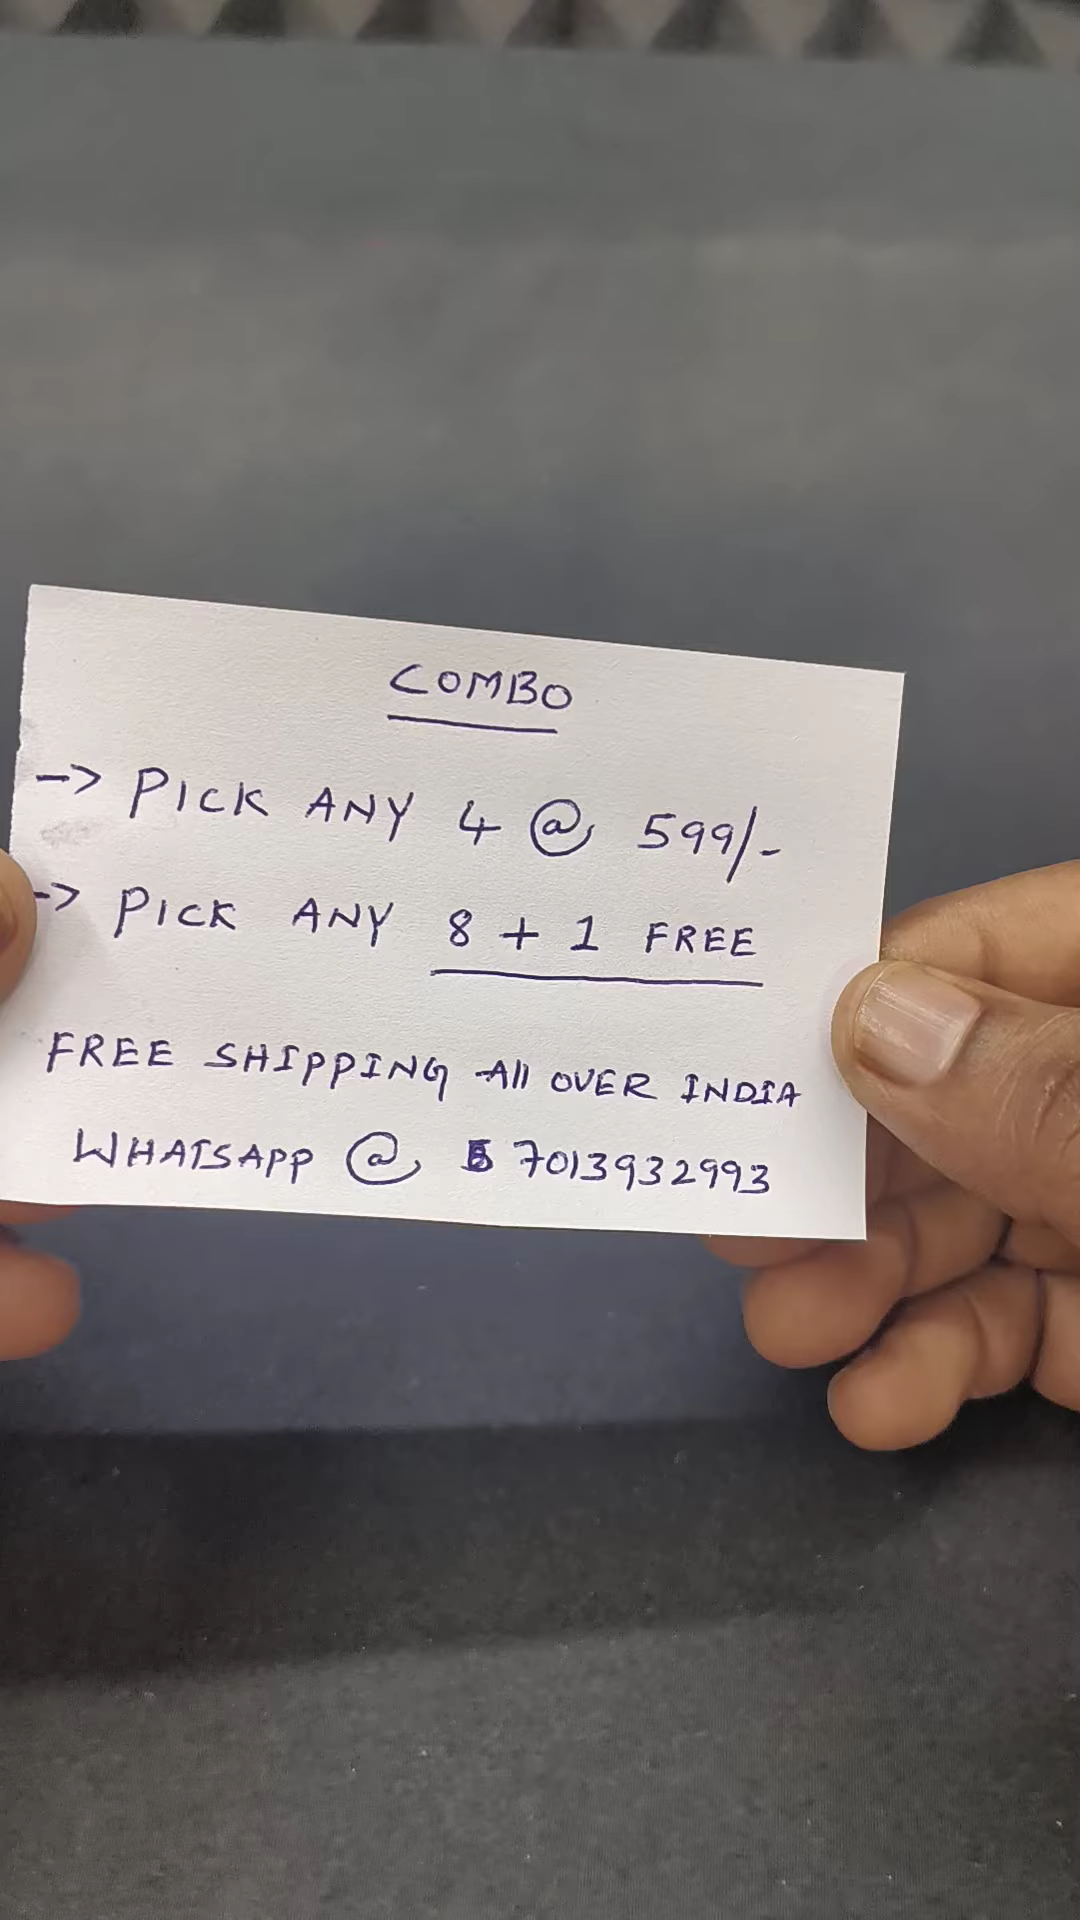 COMBO
-> PICK ANY 4 @ 599/-
-> PICK ANY 8 + 1 FREE
FREE SHIPPING All OVER INDIA
WHATSAPP @ 7013932993